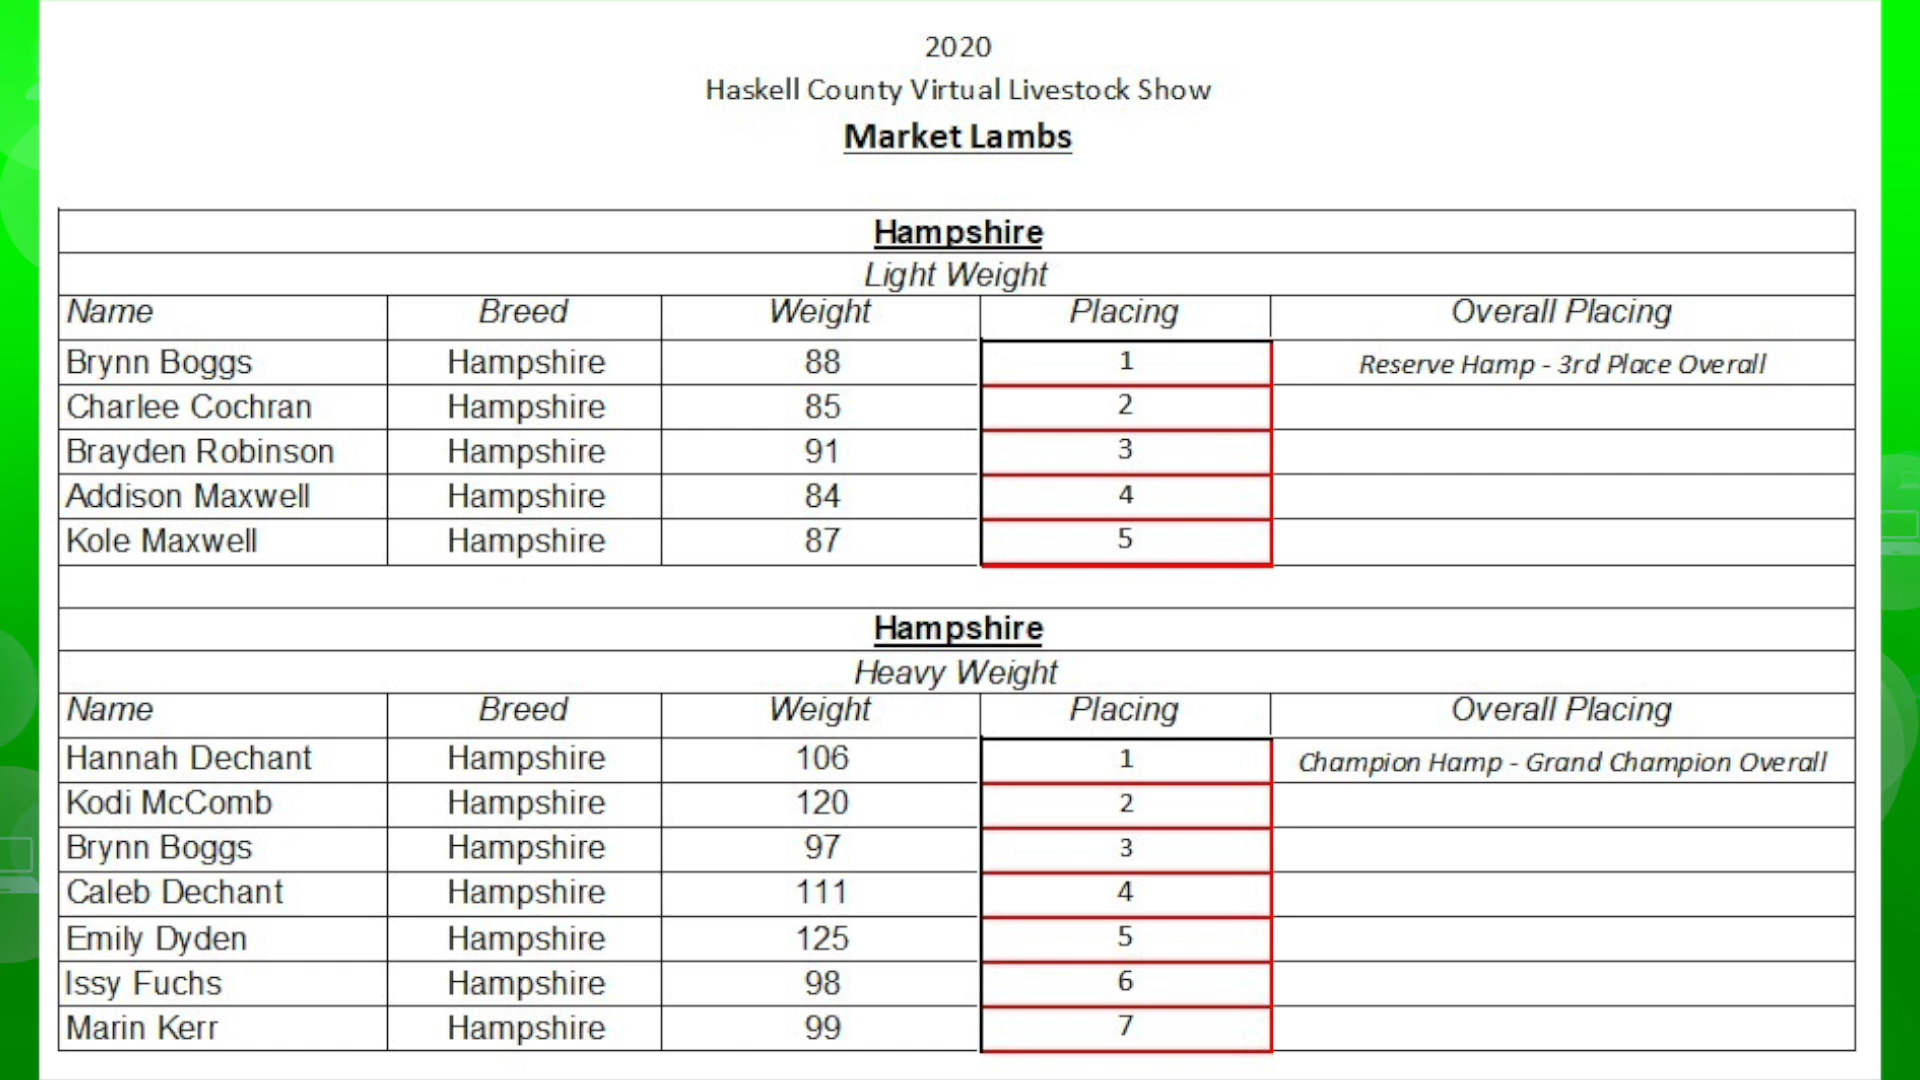 2020
Haskell County Virtual Livestock Show
Market Lambs
Hampshire
Light Weight
Name Breed Weight Placing Overall Placing
Brynn Boggs Hampshire 88 1 Reserve Hamp - 3rd Place Overall
Charlee Cochran Hampshire 85 2
Brayden Robinson Hampshire 91 3
Addison Maxwell Hampshire 84 4
Kole Maxwell Hampshire 87 5
Hampshire
Heavy Weight
Name Breed Weight Placing Overall Placing
Hannah Dechant Hampshire 106 1 Champion Hamp - Grand Champion Overall
Kodi McComb Hampshire 120 2
Brynn Boggs Hampshire 97 3
Caleb Dechant Hampshire 111 4
Emily Dyden Hampshire 125 5
Issy Fuchs Hampshire 98 6
Marin Kerr Hampshire 99 7